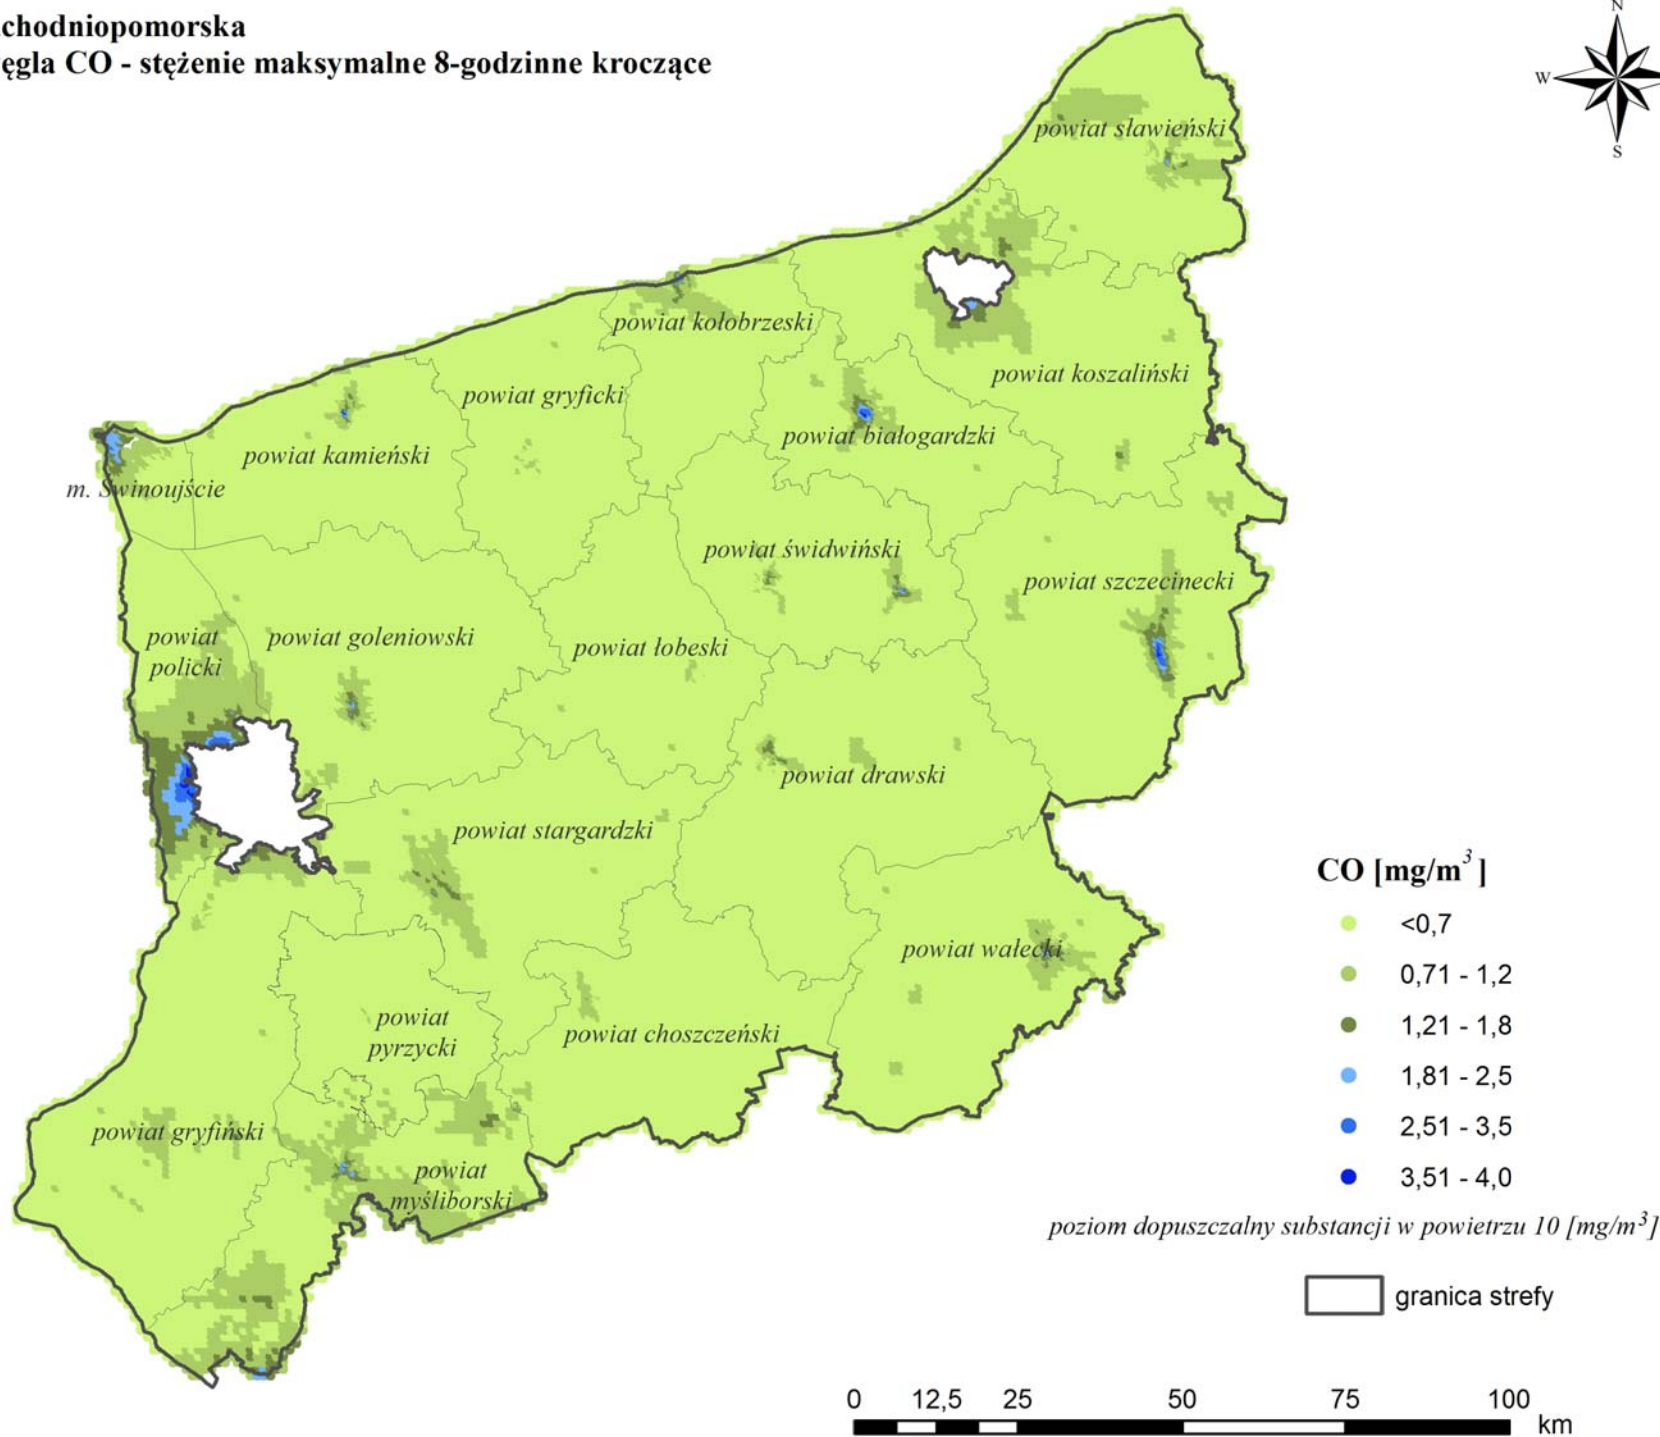 chodniopomorska
ęgla CO - stężenie maksymalne 8-godzinne kroczące
N
W
S
powiat sławieński
powiat kołobrzeski
powiat koszaliński
powiat gryficki
powiat białogardzki
powiat kamieński
m. Świnoujście
powiat świdwiński
powiat szczecinecki
powiat
policki
powiat goleniowski
powiat łobeski
powiat drawski
powiat stargardzki
powiat wałecki
powiat
pyrzycki
powiat choszczeński
powiat gryfiński
powiat
myśliborski
CO [mg/m³]
<0,7
0,71 - 1,2
1,21 - 1,8
1,81 - 2,5
2,51 - 3,5
3,51 - 4,0
poziom dopuszczalny substancji w powietrzu 10 [mg/m³]
granica strefy
0 12,5 25 50 75 100
km